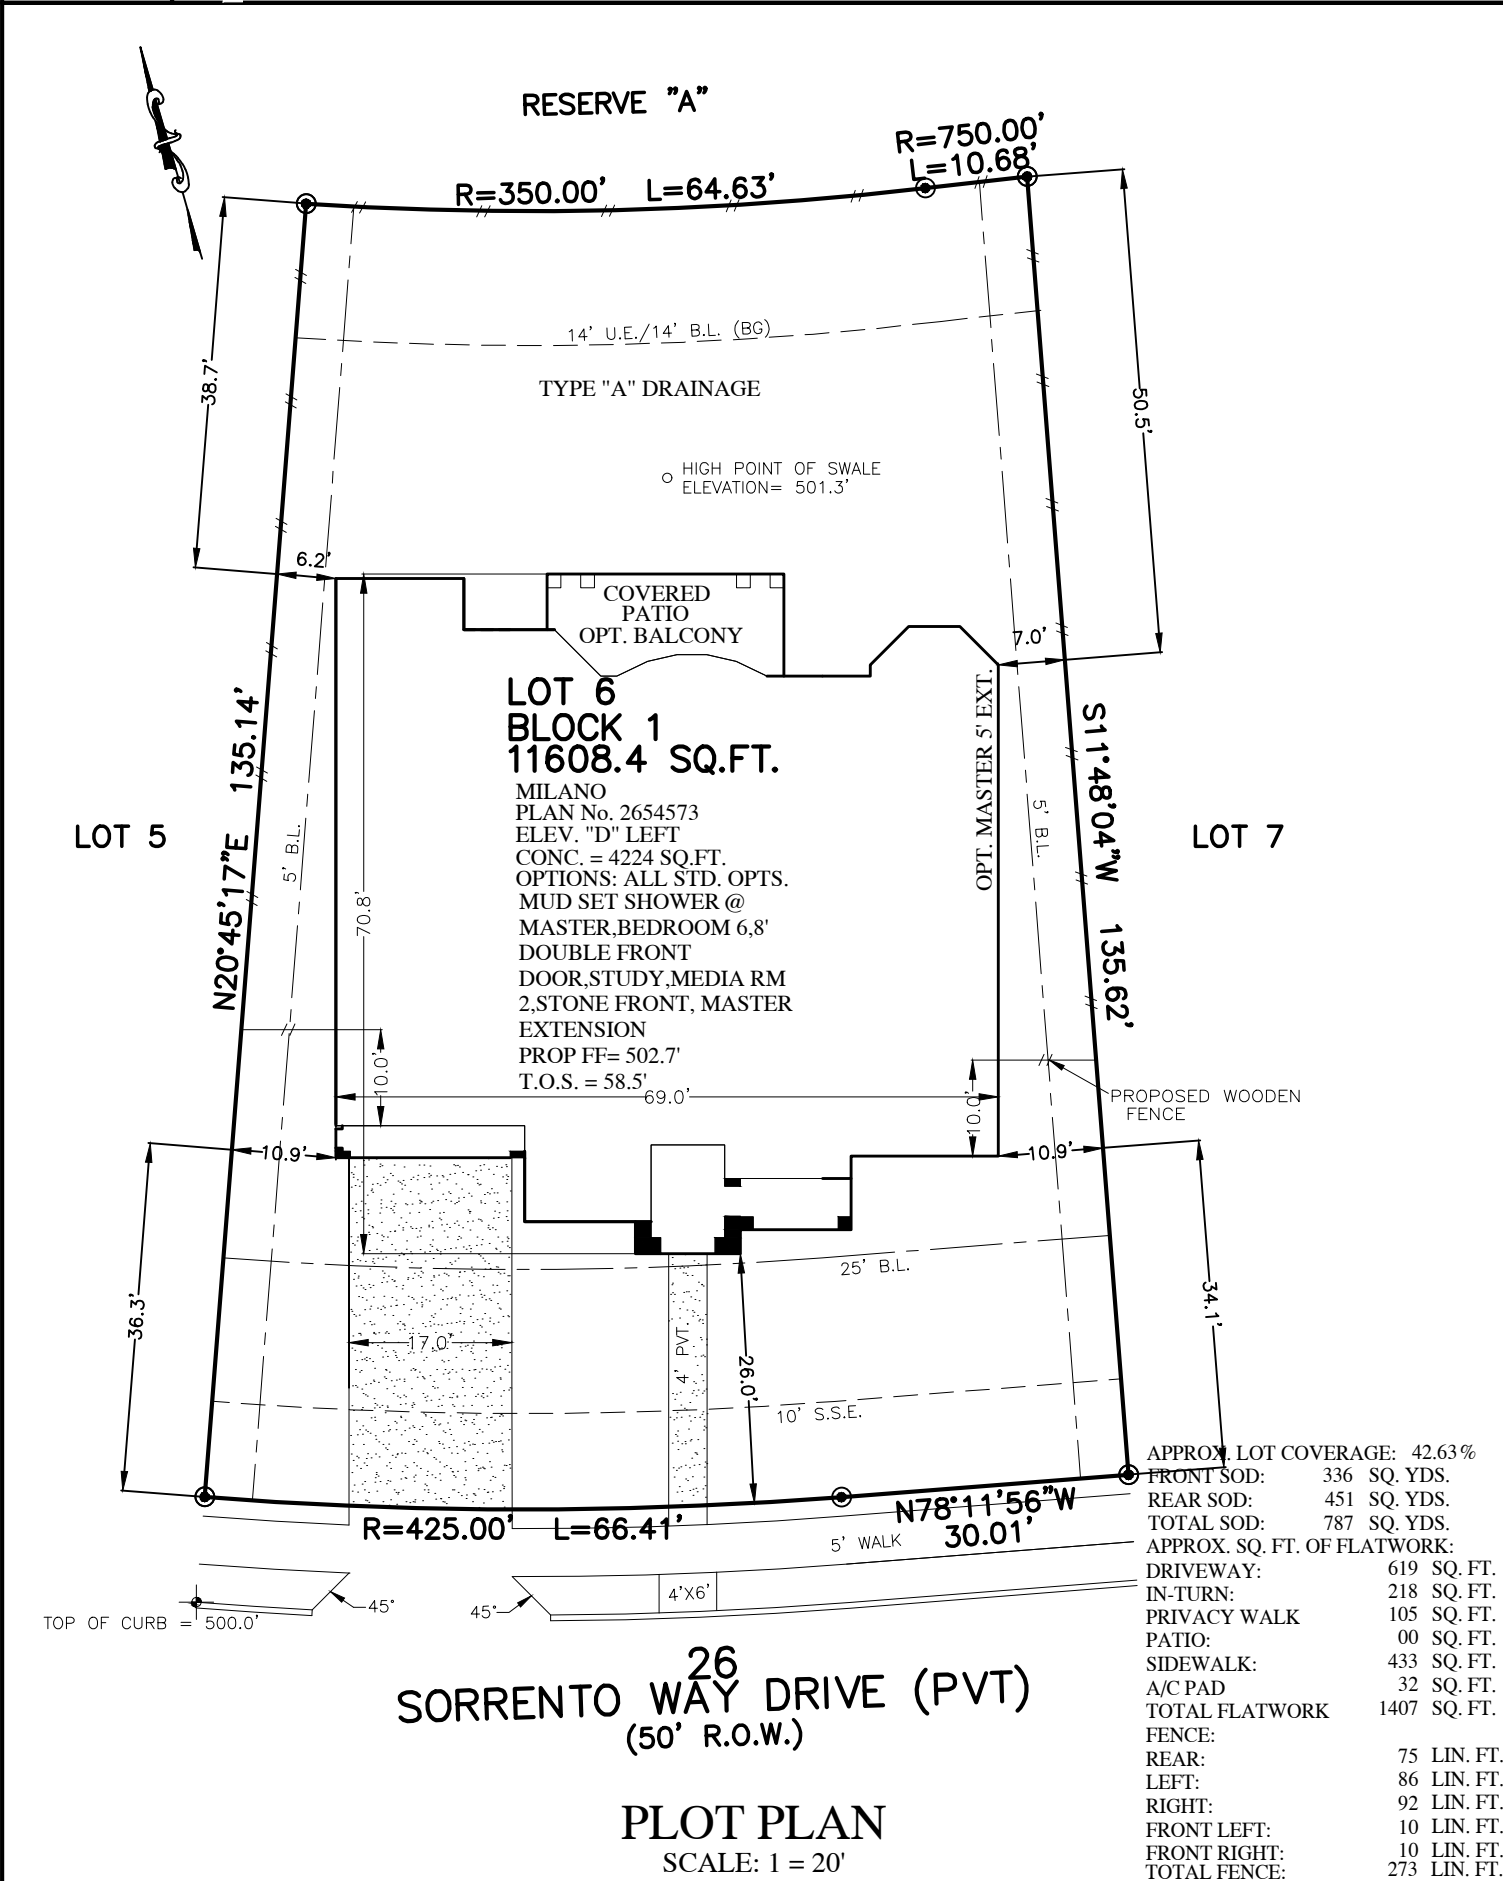 RESERVE "A"
R=750.00'
L=10.68'
R=350.00' L=64.63'
14' U.E./14' B.L. (BG)
TYPE "A" DRAINAGE
38.7'
50.5'
HIGH POINT OF SWALE
ELEVATION= 501.3'
6.2'
COVERED
PATIO
OPT. BALCONY
7.0'
LOT 6
BLOCK 1
11608.4 SQ.FT.
MILANO
PLAN No. 2654573
ELEV. "D" LEFT
CONC. = 4224 SQ.FT.
OPTIONS: ALL STD. OPTS.
MUD SET SHOWER @
MASTER,BEDROOM 6,8'
DOUBLE FRONT
DOOR,STUDY,MEDIA RM
2,STONE FRONT, MASTER
EXTENSION
PROP FF= 502.7'
T.O.S. = 58.5'
OPT. MASTER 5' EXT.
LOT 5
N20°45'17"E 135.14'
5' B.L.
70.8'
5' B.L.
S11°48'04"W 135.62'
LOT 7
10.0'
69.0'
10.0'
PROPOSED WOODEN
FENCE
10.9'
10.9'
25' B.L.
36.3'
17.0'
4' PVT.
26.0'
34.1'
10' S.S.E.
R=425.00' L=66.41'
N78°11'56"W
30.01'
5' WALK
4'X6'
45°
45°
TOP OF CURB = 500.0'
26
SORRENTO WAY DRIVE (PVT)
(50' R.O.W.)
PLOT PLAN
SCALE: 1 = 20'
APPROX. LOT COVERAGE: 42.63%
FRONT SOD: 336 SQ. YDS.
REAR SOD: 451 SQ. YDS.
TOTAL SOD: 787 SQ. YDS.
APPROX. SQ. FT. OF FLATWORK:
DRIVEWAY: 619 SQ. FT.
IN-TURN: 218 SQ. FT.
PRIVACY WALK 105 SQ. FT.
PATIO: 00 SQ. FT.
SIDEWALK: 433 SQ. FT.
A/C PAD 32 SQ. FT.
TOTAL FLATWORK 1407 SQ. FT.
FENCE:
REAR: 75 LIN. FT.
LEFT: 86 LIN. FT.
RIGHT: 92 LIN. FT.
FRONT LEFT: 10 LIN. FT.
FRONT RIGHT: 10 LIN. FT.
TOTAL FENCE: 273 LIN. FT.